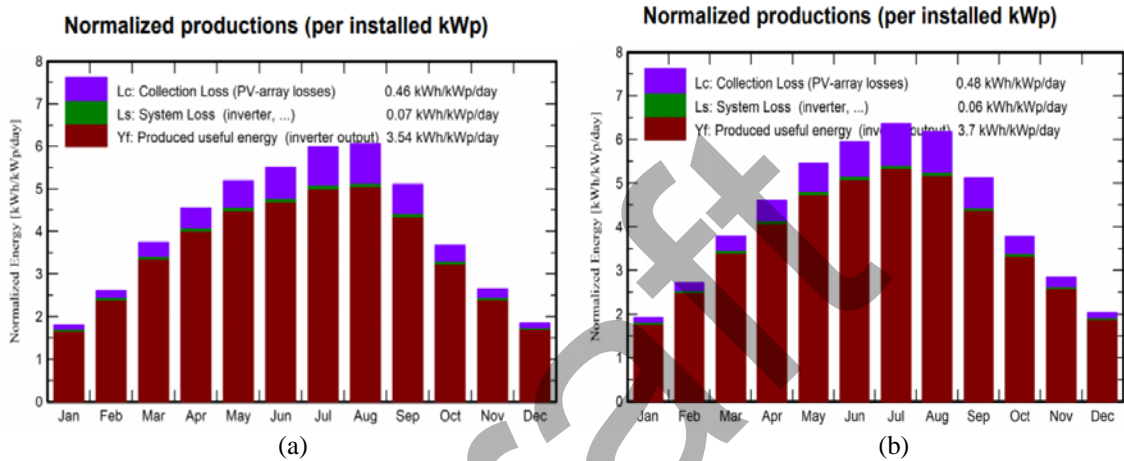 Normalized productions (per installed kWp)
8
7
6
5
4
3
2
1
0
Normalized Energy [kWh/kWp/day]
Lc: Collection Loss (PV-array losses) 0.46 kWh/kWp/day
Ls: System Loss (inverter, ...) 0.07 kWh/kWp/day
Yf: Produced useful energy (inverter output) 3.54 kWh/kWp/day
Jan Feb Mar Apr May Jun Jul Aug Sep Oct Nov Dec
(a)
Normalized productions (per installed kWp)
8
7
6
5
4
3
2
1
0
Normalized Energy [kWh/kWp/day]
Lc: Collection Loss (PV-array losses) 0.48 kWh/kWp/day
Ls: System Loss (inverter, ...) 0.06 kWh/kWp/day
Yf: Produced useful energy (inverter output) 3.7 kWh/kWp/day
Jan Feb Mar Apr May Jun Jul Aug Sep Oct Nov Dec
(b)